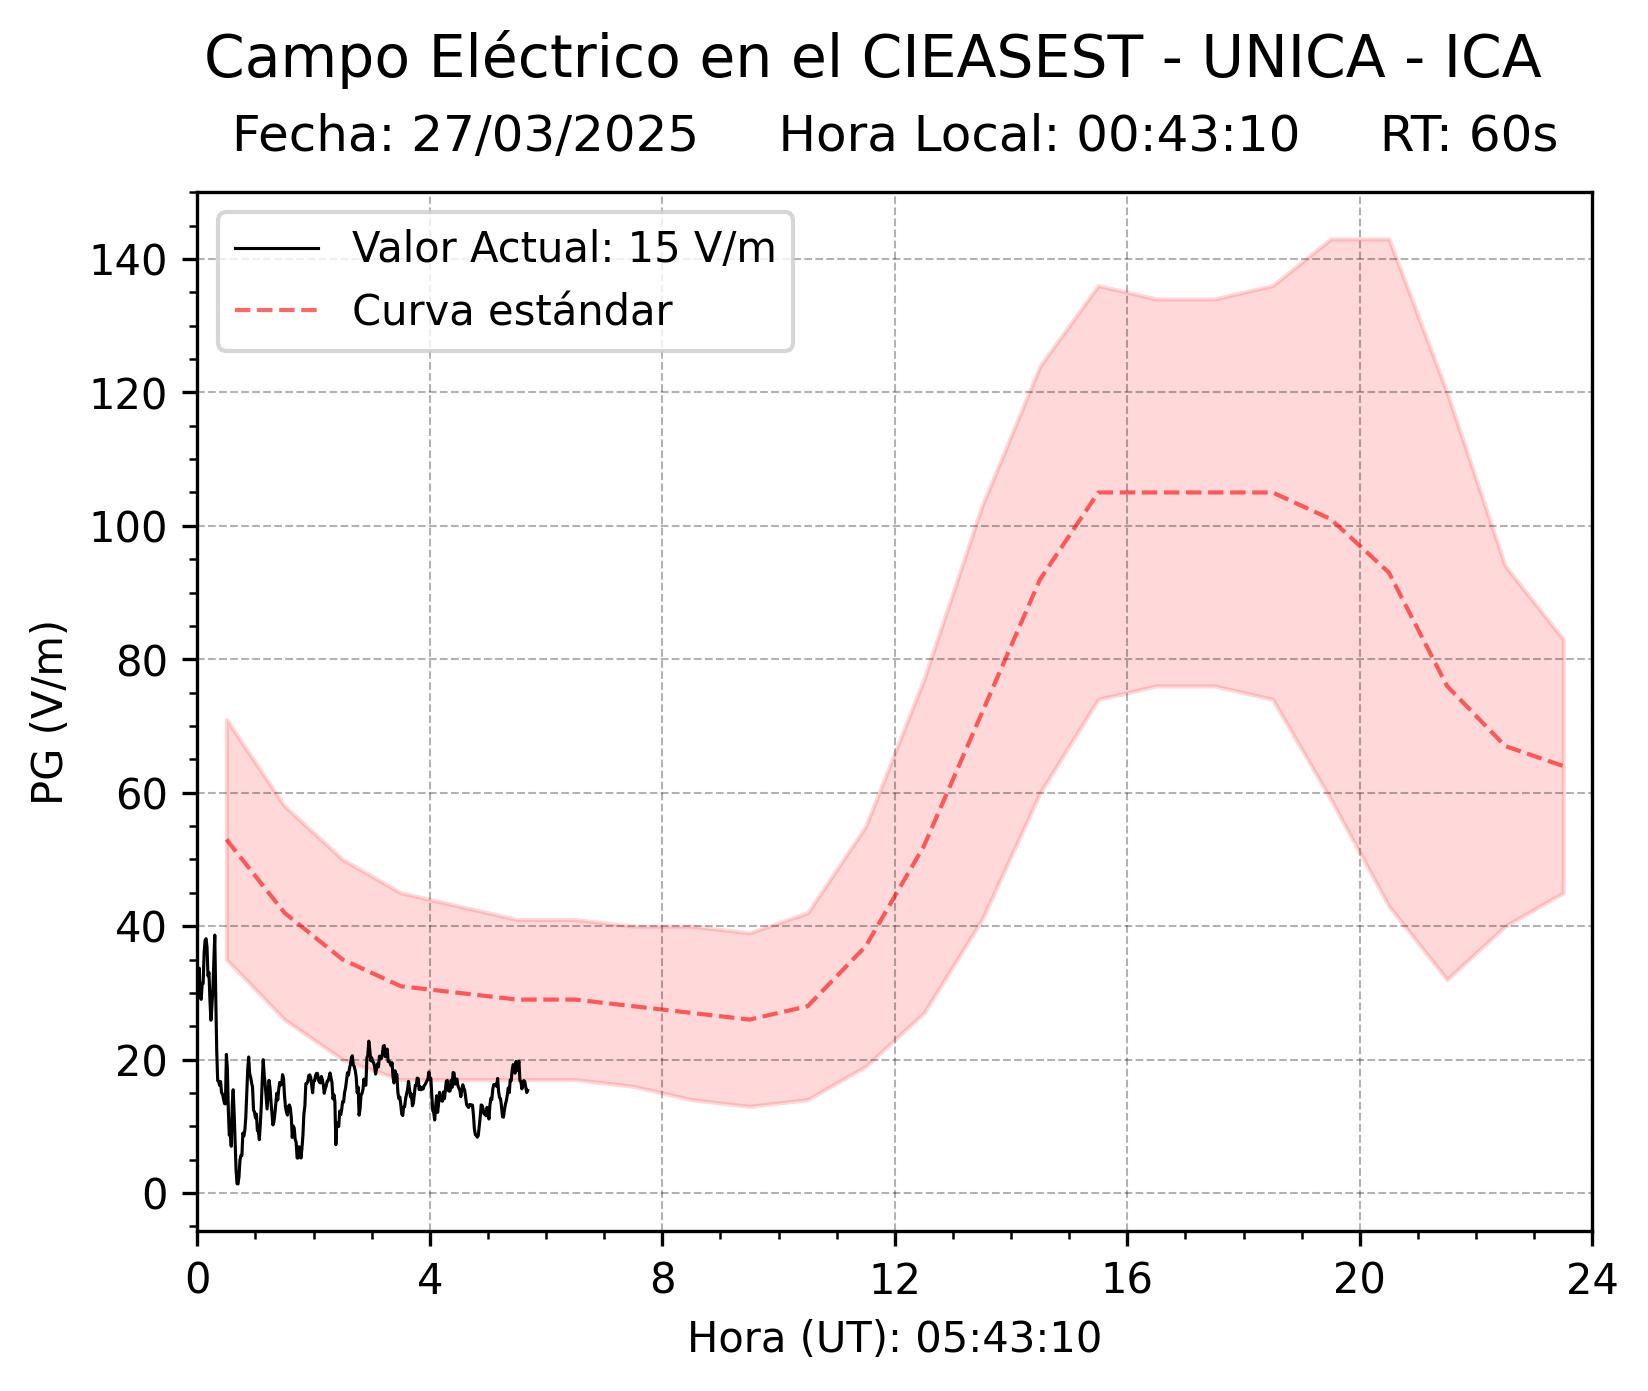 Campo Eléctrico en el CIEASEST - UNICA - ICA
Fecha: 27/03/2025 Hora Local: 00:43:10 RT: 60s
Valor Actual: 15 V/m
Curva estándar
PG (V/m)
140
120
100
80
60
40
20
0
0 4 8 12 16 20 24
Hora (UT): 05:43:10